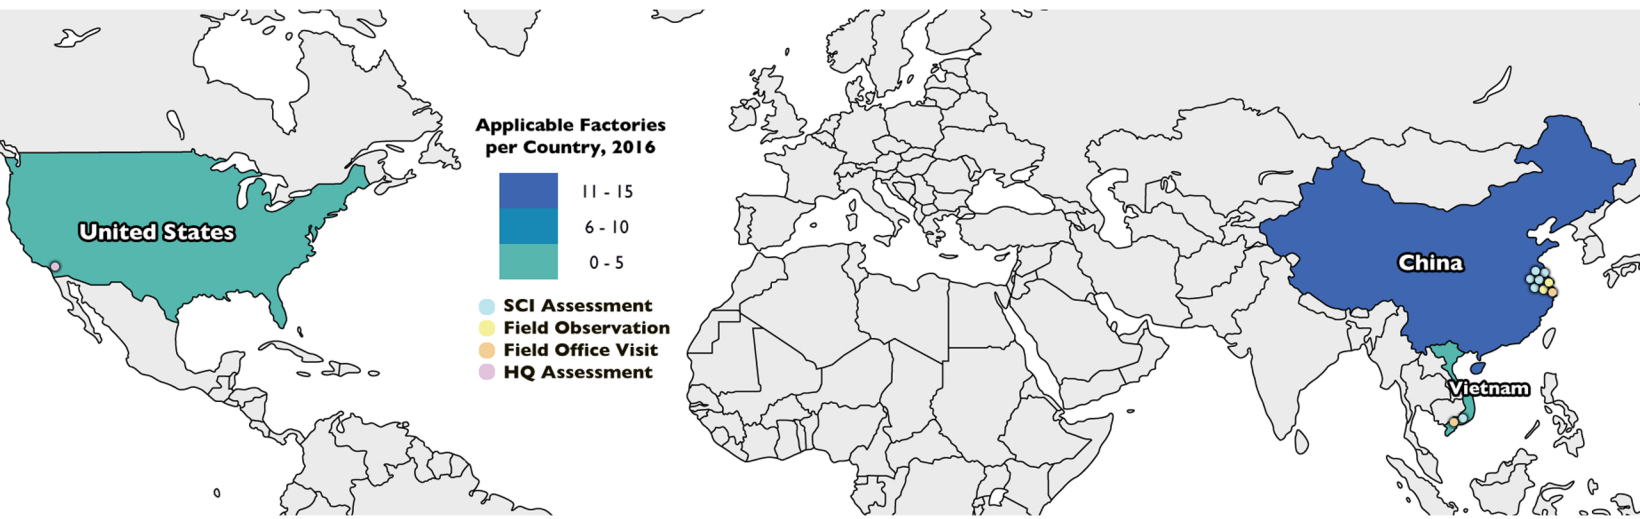 Applicable Factories
per Country, 2016
11 - 15
6 - 10
0 - 5
SCI Assessment
Field Observation
Field Office Visit
HQ Assessment
United States
China
Vietnam